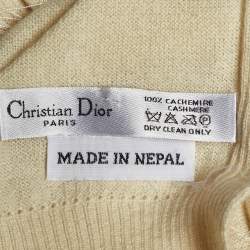 Christian Dior
PARIS
100% CACHEMIRE
CASHMERE
DRY CLEAN ONLY
MADE IN NEPAL